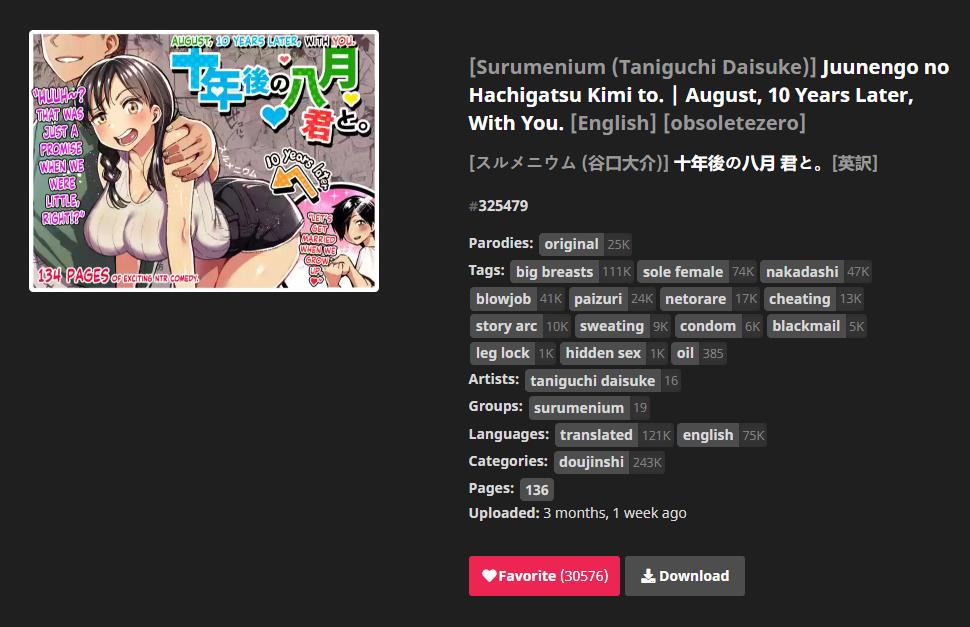 AUGUST, 10 YEARS LATER, WITH YOU.
十年後の八月
君と。
スルメニウム
"HUUH~?
THAT WAS
JUST A
PROMISE
WHEN WE
WERE
LITTLE,
RIGHT!?"
10 years later
"LET'S
GET
MARRIED
WHEN WE
GROW
UP
134 PAGES OF EXCITING NTR COMEDY.
[Surumenium (Taniguchi Daisuke)] Juunengo no
Hachigatsu Kimi to. | August, 10 Years Later,
With You. [English] [obsoletezero]
[スルメニウム (谷口大介)] 十年後の八月 君と。[英訳]
#325479
Parodies: original 25K
Tags: big breasts 111K sole female 74K nakadashi 47K
blowjob 41K paizuri 24K netorare 17K cheating 13K
story arc 10K sweating 9K condom 6K blackmail 5K
leg lock 1K hidden sex 1K oil 385
Artists: taniguchi daisuke 16
Groups: surumenium 19
Languages: translated 121K english 75K
Categories: doujinshi 243K
Pages: 136
Uploaded: 3 months, 1 week ago
Favorite (30576) Download